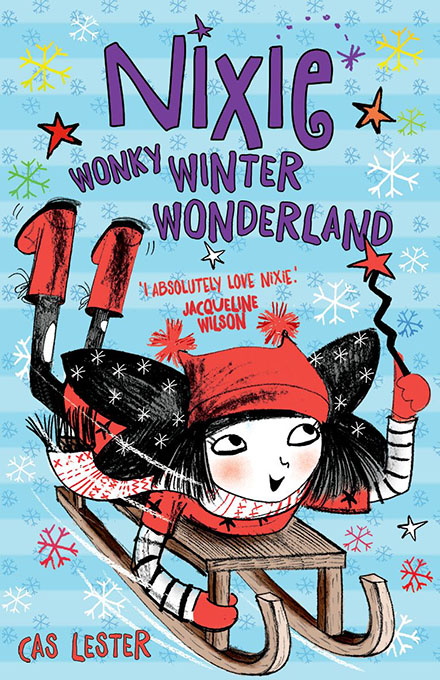 NIXIE
WONKY WINTER
WONDERLAND
'I ABSOLUTELY LOVE NIXIE.'
JACQUELINE
WILSON
CAS LESTER